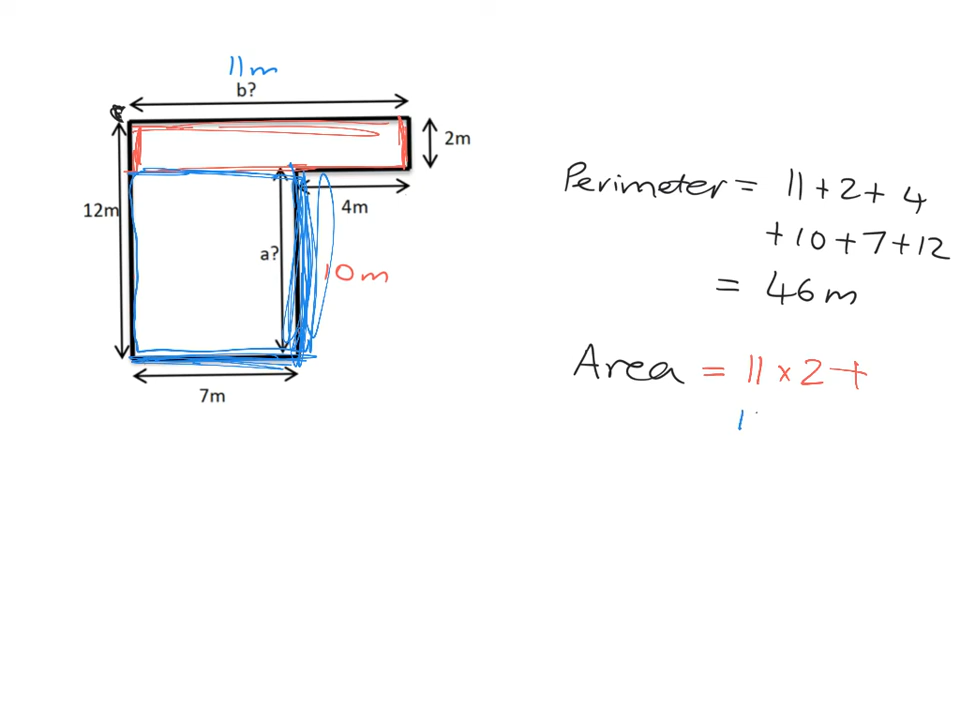 11m
b?
2m
4m
12m
a?
10m
7m
Perimeter = 11+2+4
+10+7+12
= 46m
Area = 11×2+